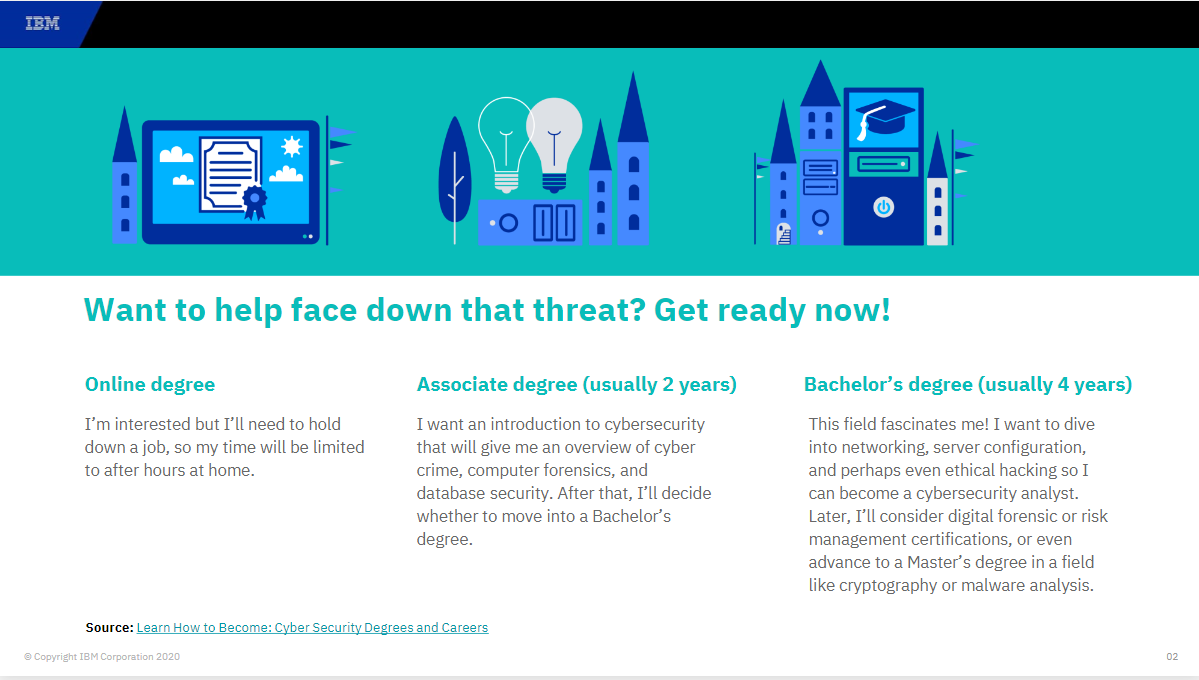 IBM
Want to help face down that threat? Get ready now!
Online degree
I’m interested but I’ll need to hold
down a job, so my time will be limited
to after hours at home.
Associate degree (usually 2 years)
I want an introduction to cybersecurity
that will give me an overview of cyber
crime, computer forensics, and
database security. After that, I’ll decide
whether to move into a Bachelor’s
degree.
Bachelor’s degree (usually 4 years)
This field fascinates me! I want to dive
into networking, server configuration,
and perhaps even ethical hacking so I
can become a cybersecurity analyst.
Later, I’ll consider digital forensic or risk
management certifications, or even
advance to a Master’s degree in a field
like cryptography or malware analysis.
Source: Learn How to Become: Cyber Security Degrees and Careers
© Copyright IBM Corporation 2020
02